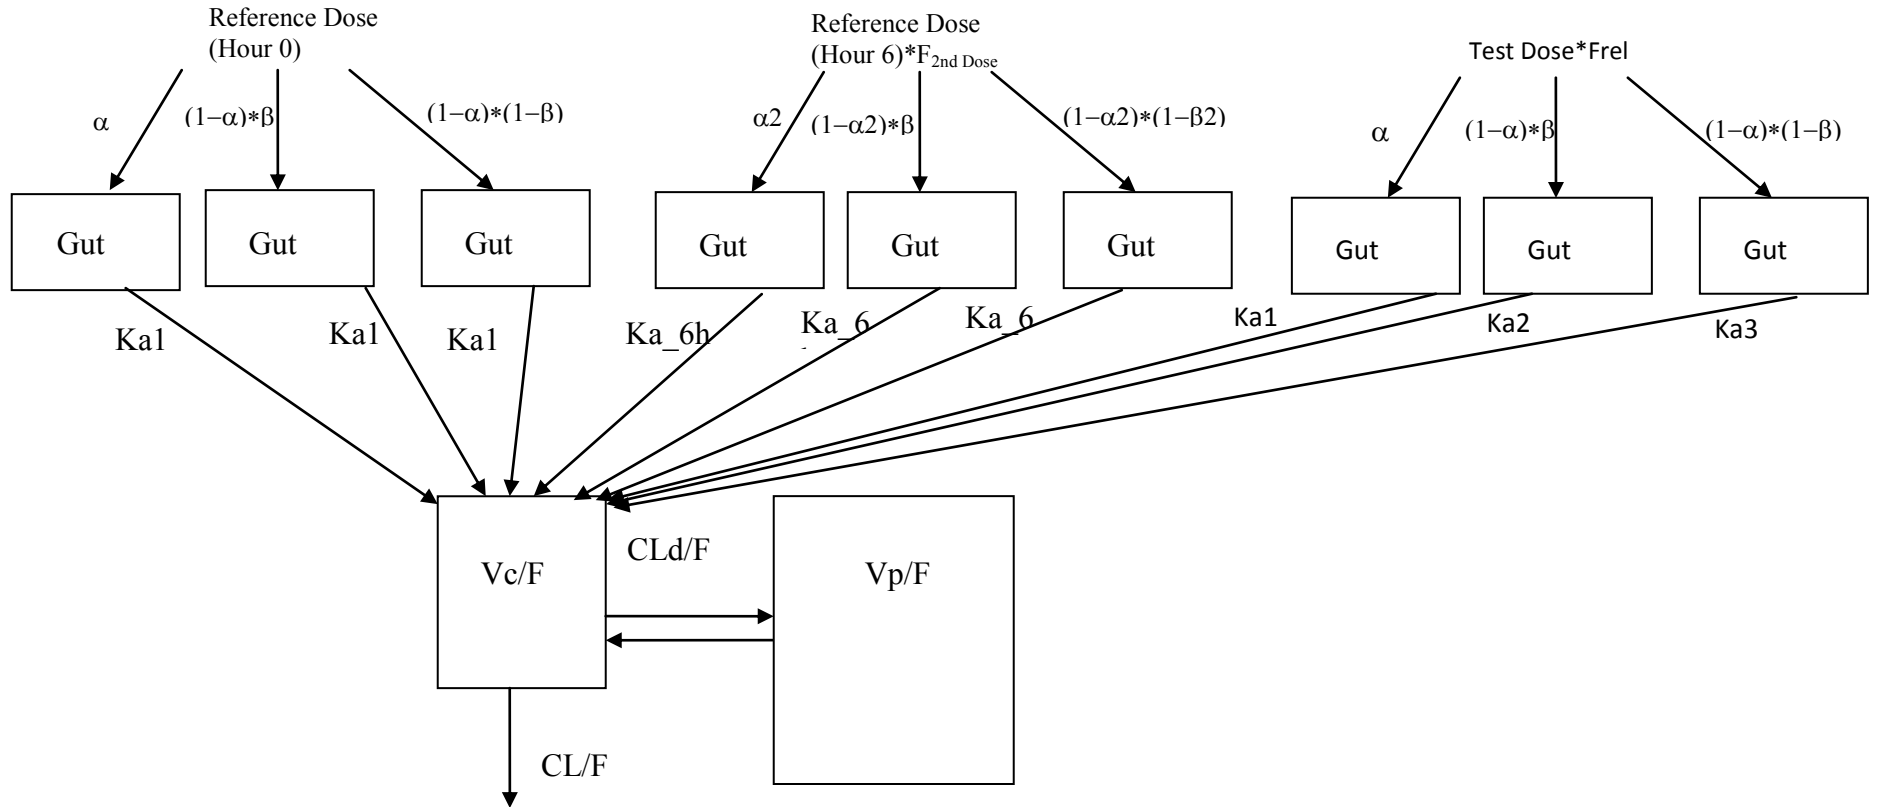 Reference Dose
(Hour 0)
Reference Dose
(Hour 6)*F2nd Dose
Test Dose*Frel
α
(1−α)*β
(1−α)*(1−β)
α2
(1−α2)*β
(1−α2)*(1−β2)
α
(1−α)*β
(1−α)*(1−β)
Gut
Gut
Gut
Gut
Gut
Gut
Gut
Gut
Gut
Ka1
Ka1
Ka1
Ka_6h
Ka_6
Ka_6
Ka1
Ka2
Ka3
CLd/F
Vc/F
Vp/F
CL/F